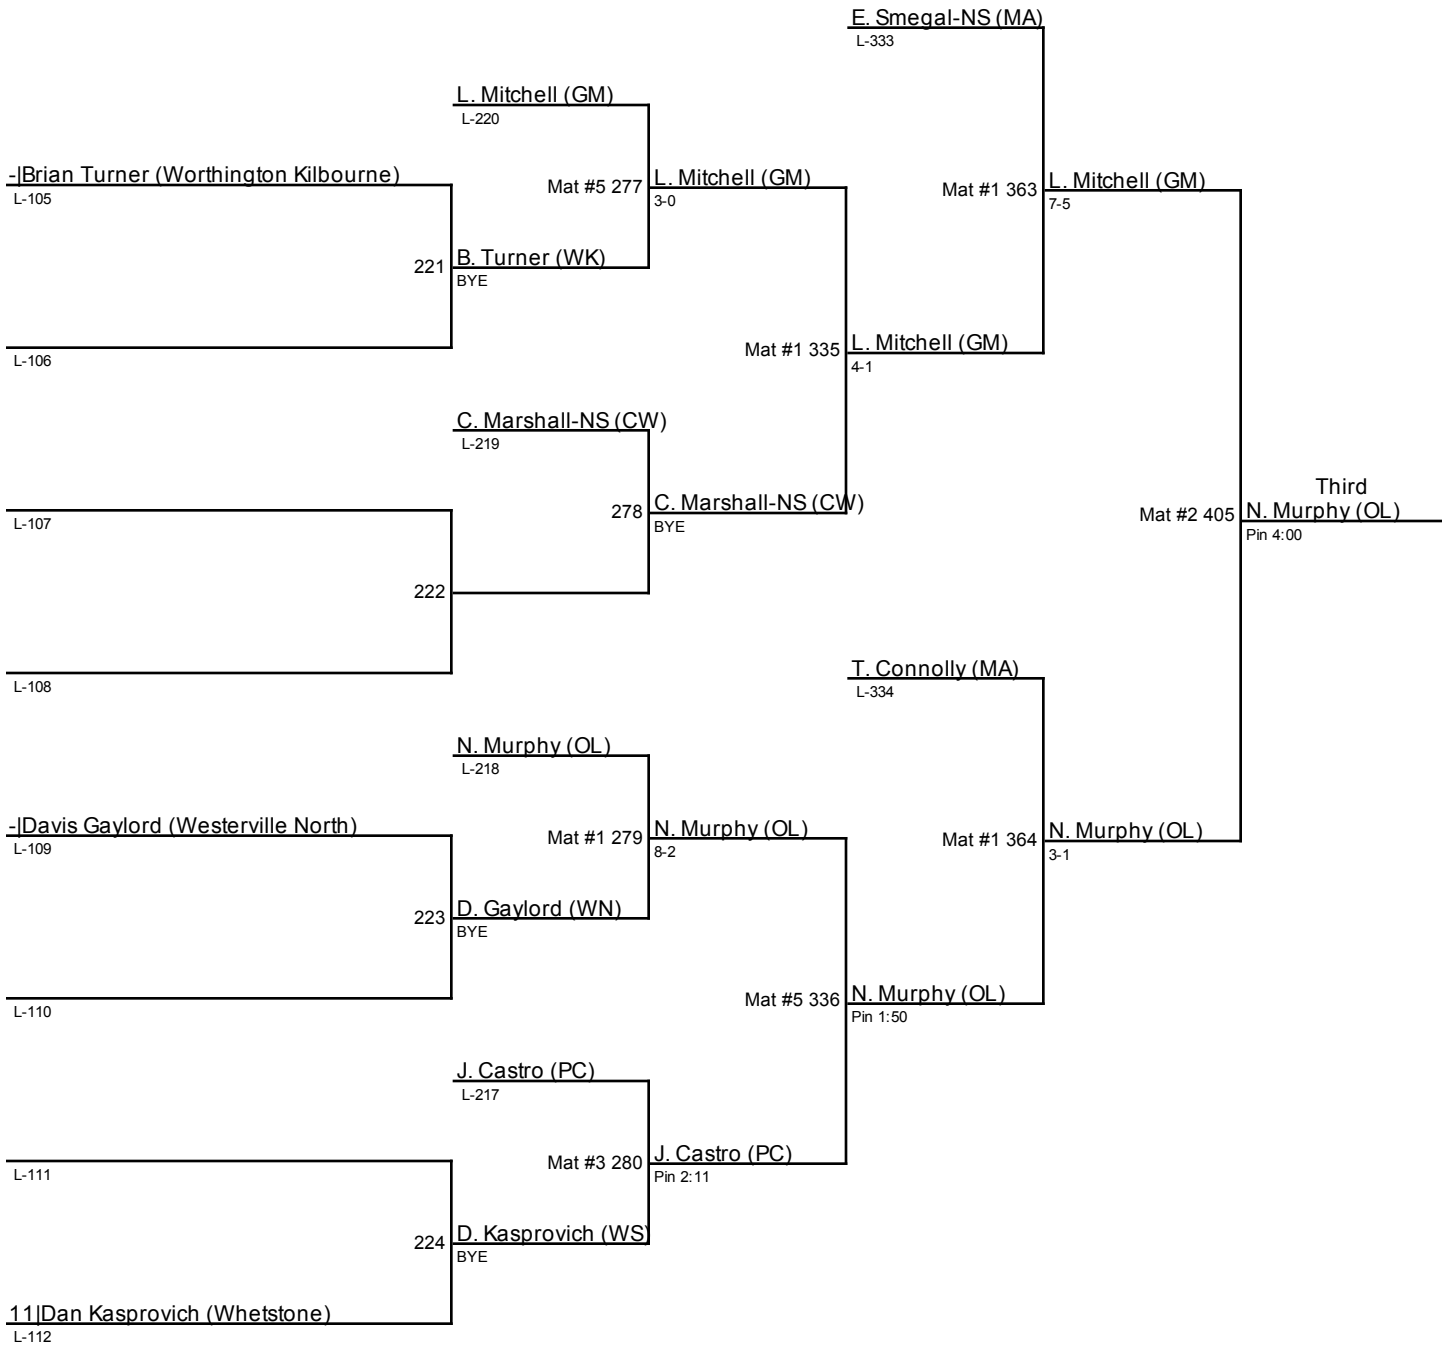 E. Smegal-NS (MA)
L-333
L. Mitchell (GM)
L-220
-|Brian Turner (Worthington Kilbourne)
L-105
Mat #5 277
L. Mitchell (GM)
3-0
Mat #1 363
L. Mitchell (GM)
7-5
221
B. Turner (WK)
BYE
L-106
Mat #1 335
L. Mitchell (GM)
4-1
C. Marshall-NS (CW)
L-219
L-107
278
C. Marshall-NS (CW)
BYE
Third
Mat #2 405
N. Murphy (OL)
Pin 4:00
222
L-108
T. Connolly (MA)
L-334
N. Murphy (OL)
L-218
-|Davis Gaylord (Westerville North)
L-109
Mat #1 279
N. Murphy (OL)
8-2
Mat #1 364
N. Murphy (OL)
3-1
223
D. Gaylord (WN)
BYE
L-110
Mat #5 336
N. Murphy (OL)
Pin 1:50
J. Castro (PC)
L-217
L-111
Mat #3 280
J. Castro (PC)
Pin 2:11
224
D. Kasprovich (WS)
BYE
11|Dan Kasprovich (Whetstone)
L-112